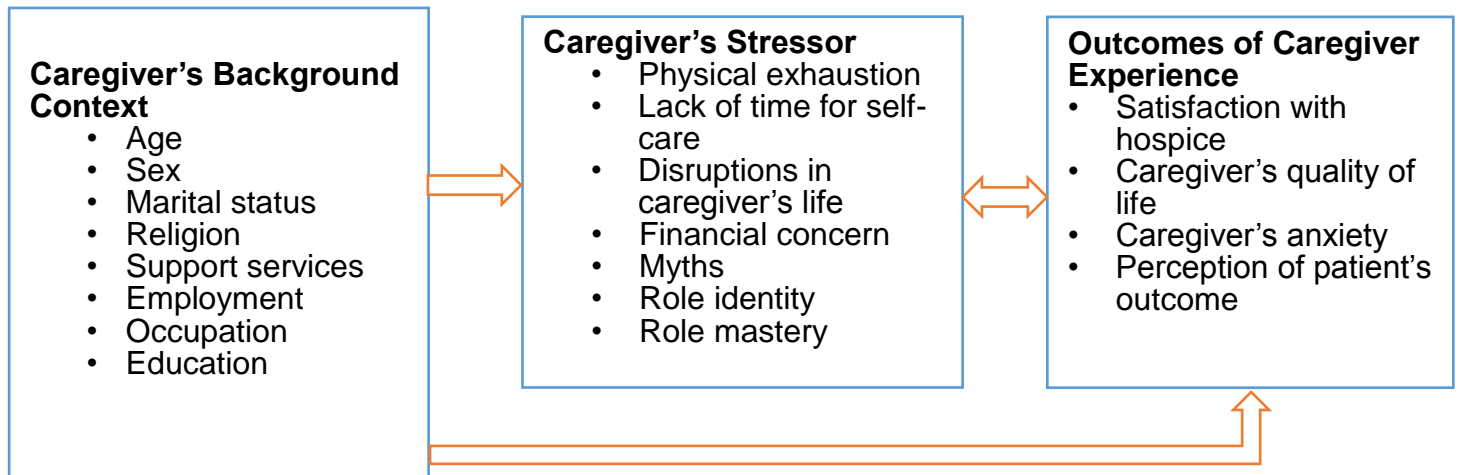 Caregiver’s Background
Context
• Age
• Sex
• Marital status
• Religion
• Support services
• Employment
• Occupation
• Education
Caregiver’s Stressor
• Physical exhaustion
• Lack of time for self-
care
• Disruptions in
caregiver’s life
• Financial concern
• Myths
• Role identity
• Role mastery
Outcomes of Caregiver
Experience
• Satisfaction with
hospice
• Caregiver’s quality of
life
• Caregiver’s anxiety
• Perception of patient’s
outcome